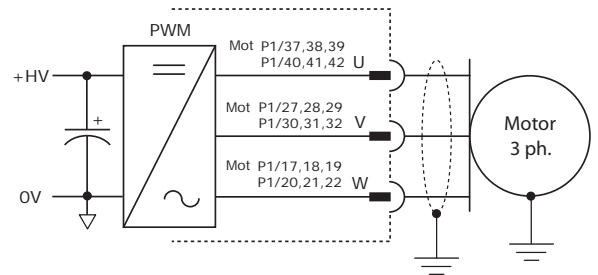 PWM
Mot P1/37,38,39
P1/40,41,42 U
+HV
Mot P1/27,28,29
P1/30,31,32 V
+
Motor
3 ph.
Mot P1/17,18,19
P1/20,21,22 W
0V